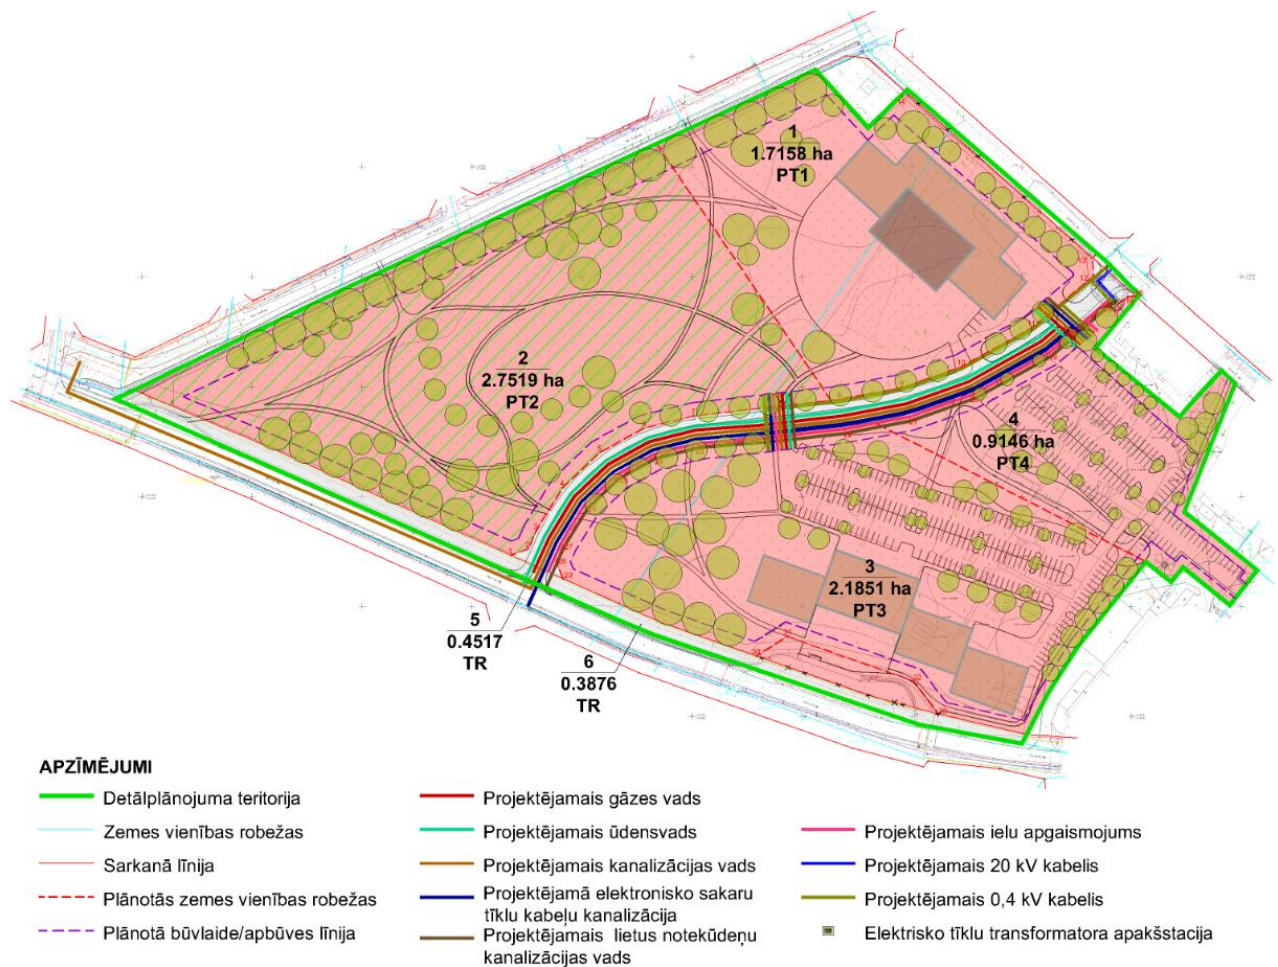 1
1.7158 ha
PT1
2
2.7519 ha
PT2
4
0.9146 ha
PT4
3
2.1851 ha
PT3
5
0.4517
TR
6
0.3876
TR
APZĪMĒJUMI
Detālplānojuma teritorija
Zemes vienības robežas
Sarkanā līnija
Plānotās zemes vienības robežas
Plānotā būvlaide/apbūves līnija
Projektējamais gāzes vads
Projektējamais ūdensvads
Projektējamais kanalizācijas vads
Projektējamā elektronisko sakaru
tīklu kabeļu kanalizācija
Projektējamais lietus notekūdeņu
kanalizācijas vads
Projektējamais ielu apgaismojums
Projektējamais 20 kV kabelis
Projektējamais 0,4 kV kabelis
Elektrisko tīklu transformatora apakšstacija